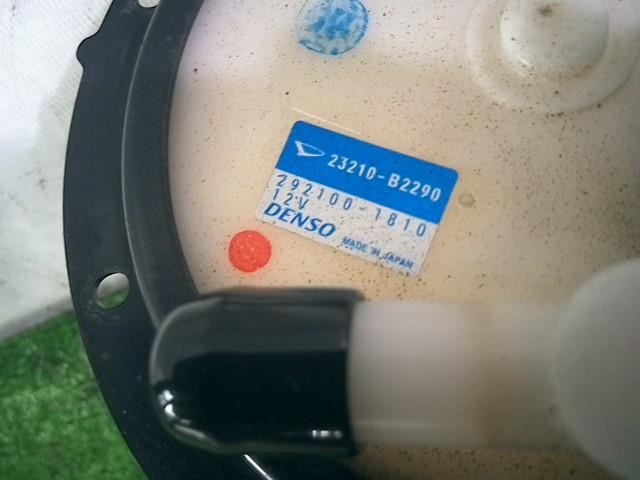 23210-B2290
292100-1810
12V
DENSO
MADE IN JAPAN